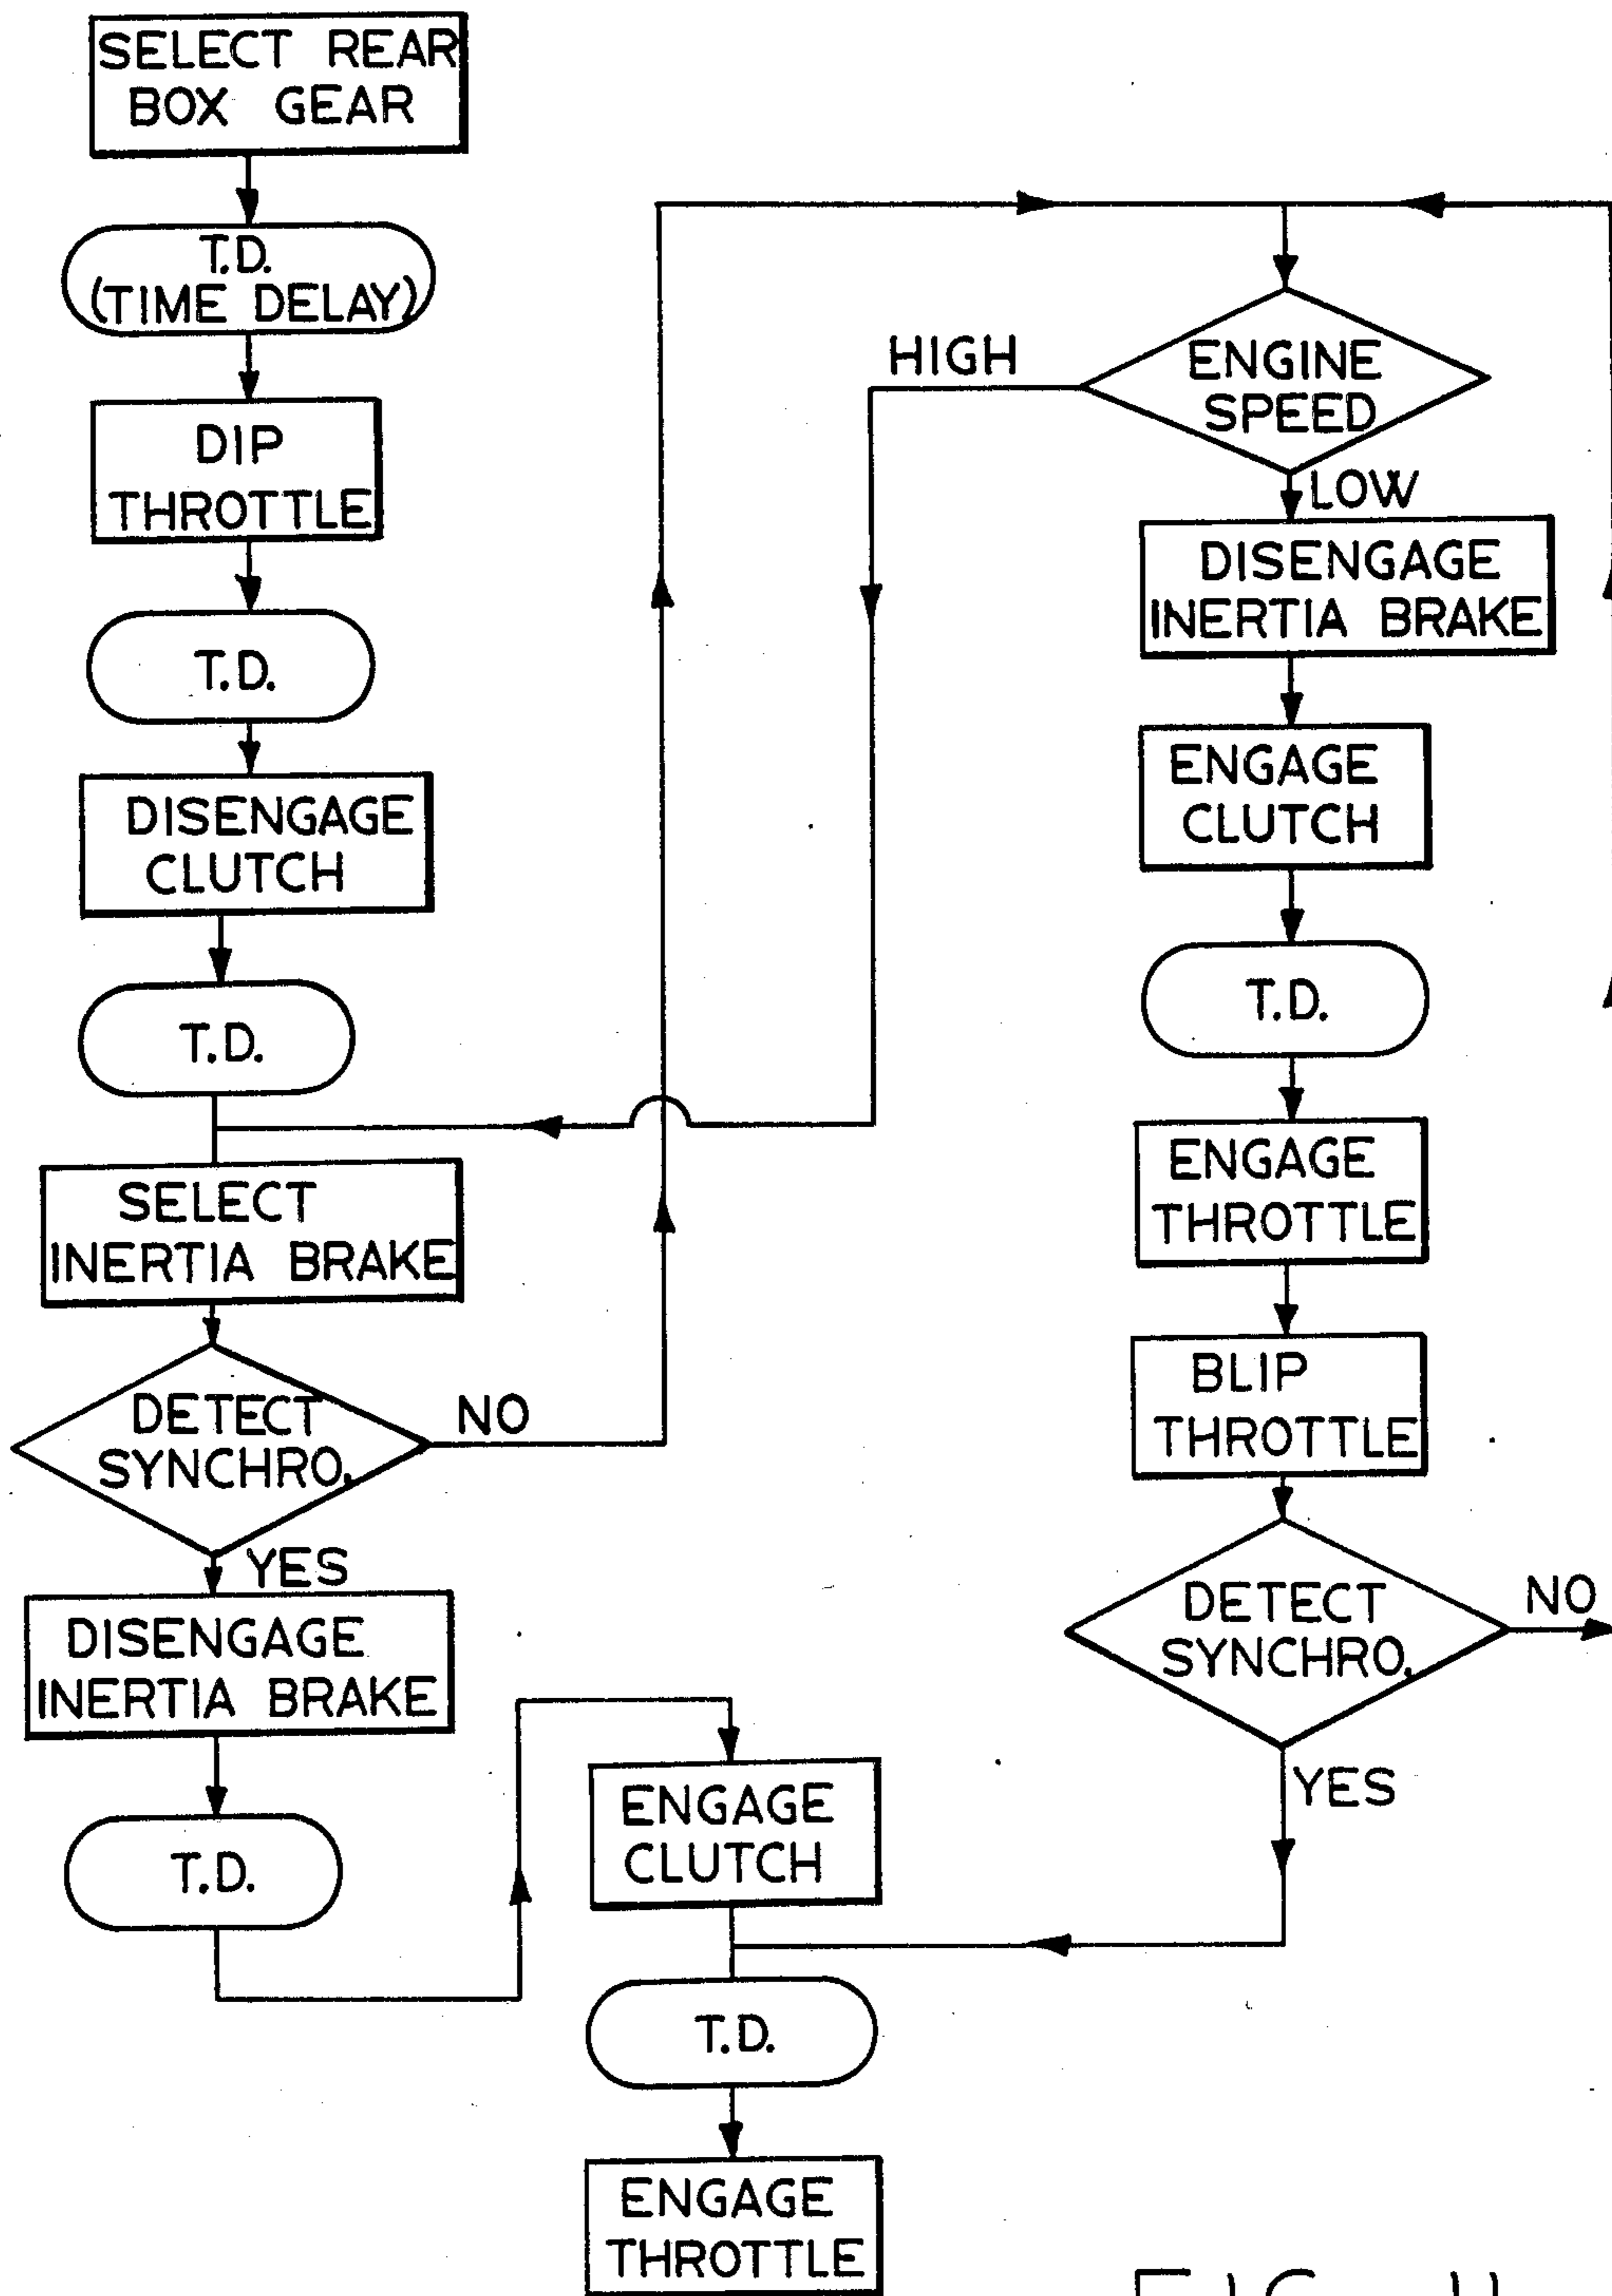 SELECT REAR
BOX GEAR
T.D.
(TIME DELAY)
DIP
THROTTLE
T.D.
DISENGAGE
CLUTCH
T.D.
SELECT
INERTIA BRAKE
DETECT
SYNCHRO.
NO
YES
DISENGAGE
INERTIA BRAKE
T.D.
ENGAGE
CLUTCH
T.D.
ENGAGE
THROTTLE
ENGINE
SPEED
HIGH
LOW
DISENGAGE
INERTIA BRAKE
ENGAGE
CLUTCH
T.D.
ENGAGE
THROTTLE
BLIP
THROTTLE
DETECT
SYNCHRO.
NO
YES